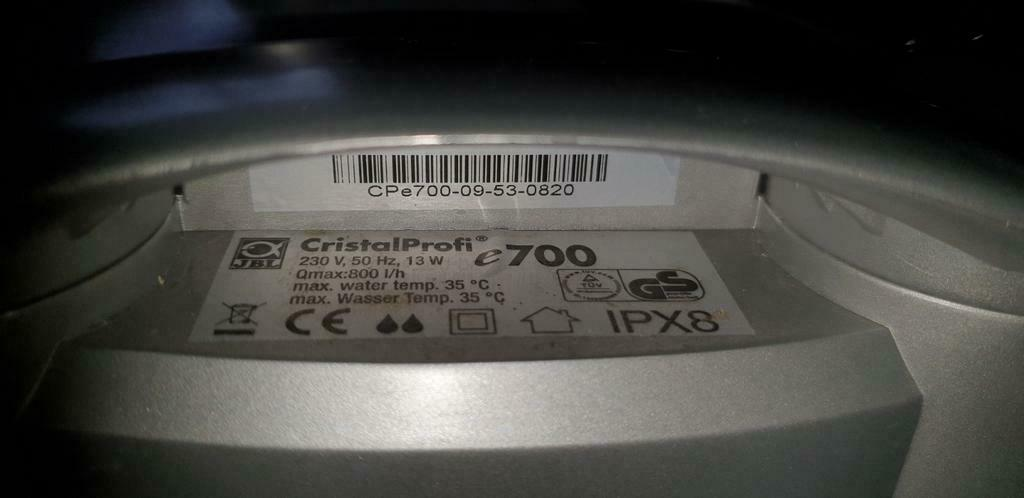 CPe700-09-53-0820
JBL
CristalProfi® e700
230 V, 50 Hz, 13 W
Qmax:800 l/h
max. water temp. 35 °C
max. Wasser Temp. 35 °C
TÜV
GS
CE
IPX8